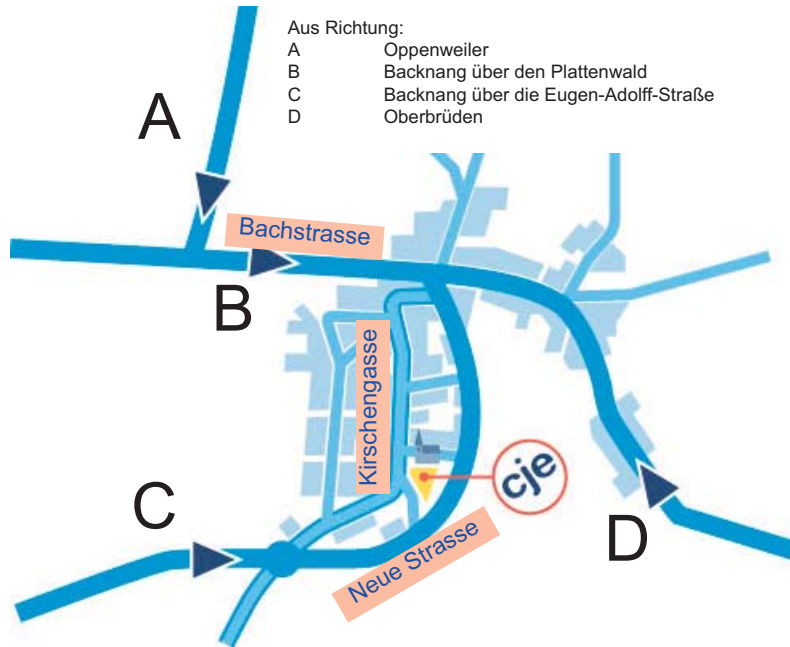 Aus Richtung:
A Oppenweiler
B Backnang über den Plattenwald
C Backnang über die Eugen-Adolff-Straße
D Oberbrüden
A
Bachstrasse
B
Kirschengasse
cje
C
Neue Strasse
D